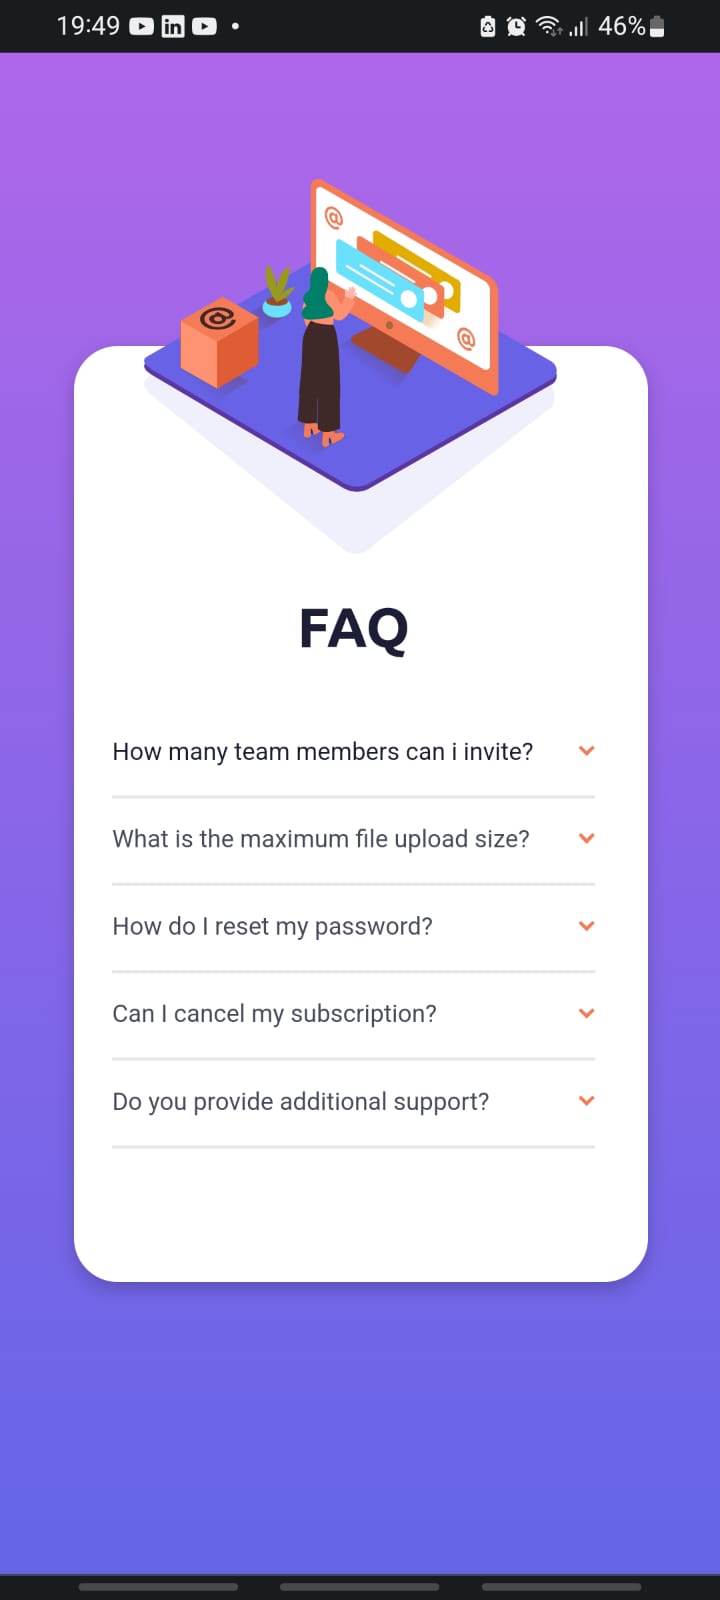 19:49 in 46%
@
@
@
FAQ
How many team members can i invite?
What is the maximum file upload size?
How do I reset my password?
Can I cancel my subscription?
Do you provide additional support?